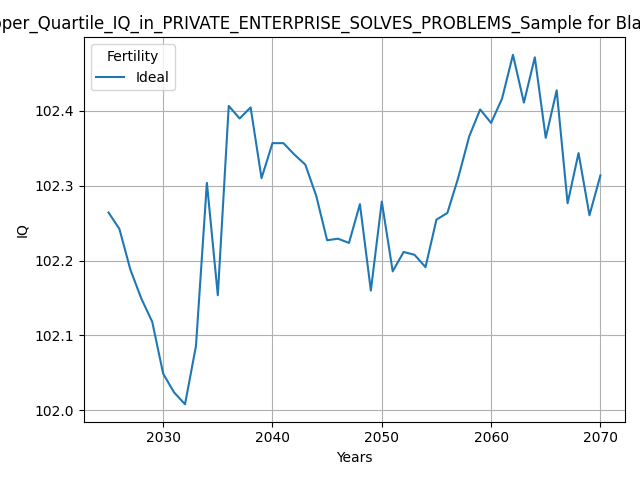 pper_Quartile_IQ_in_PRIVATE_ENTERPRISE_SOLVES_PROBLEMS_Sample for Bla
Fertility
Ideal
102.4
102.3
102.2
102.1
102.0
IQ
2030 2040 2050 2060 2070
Years